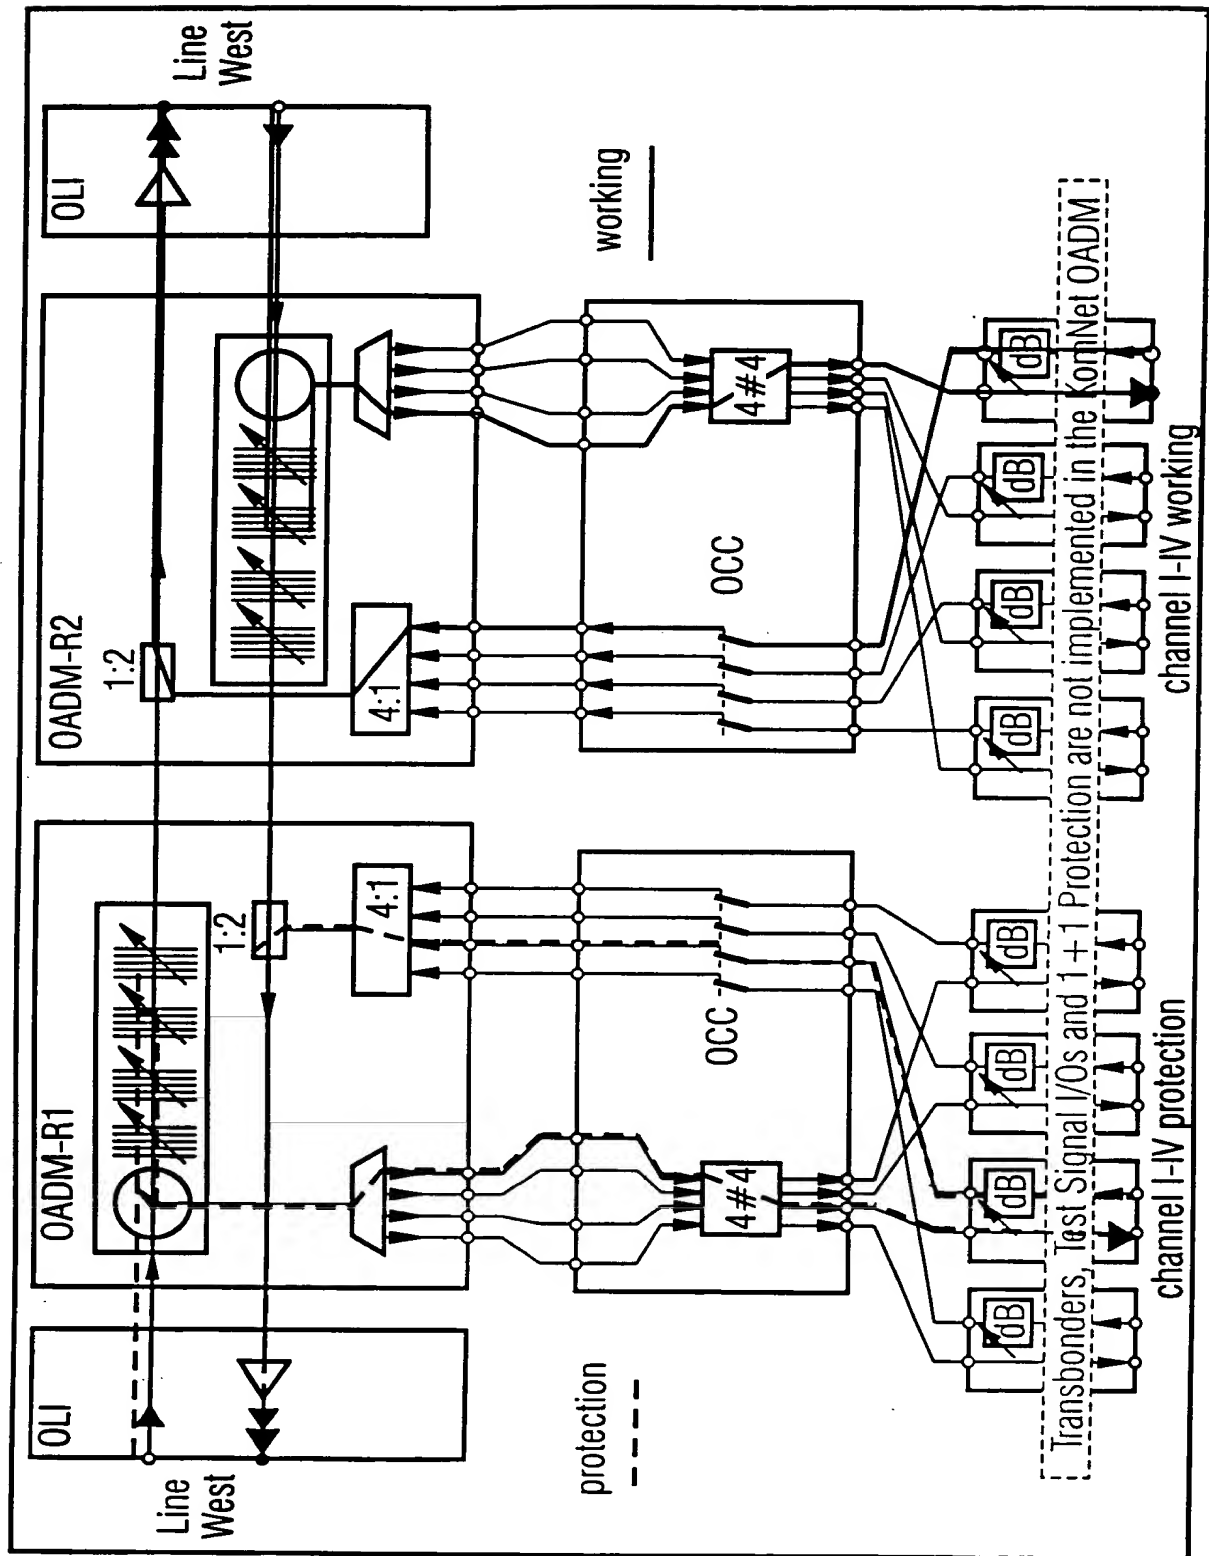 OLI
OADM-R1
OADM-R2
OLI
1:2
Line
West
Line
West
1:2
4:1
4:1
protection
working
OCC
OCC
4#4
4#4
dB
dB
dB
dB
dB
dB
dB
dB
Transbonders, Test Signal I/Os and 1+1 Protection are not implemented in the KomNet OADM
channel I-IV protection
channel I-IV working